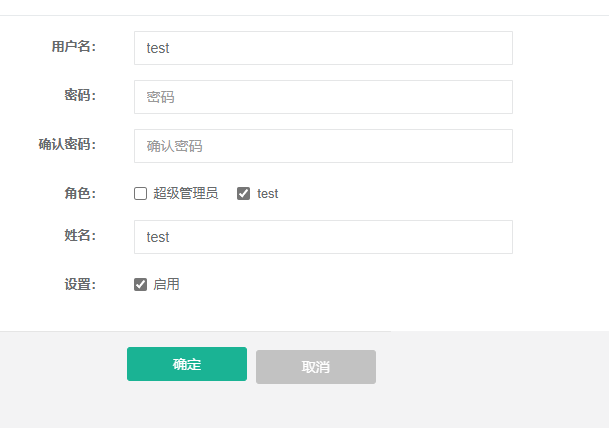 用户名: test
密码: 密码
确认密码: 确认密码
角色: 超级管理员 test
姓名: test
设置: 启用
确定 取消